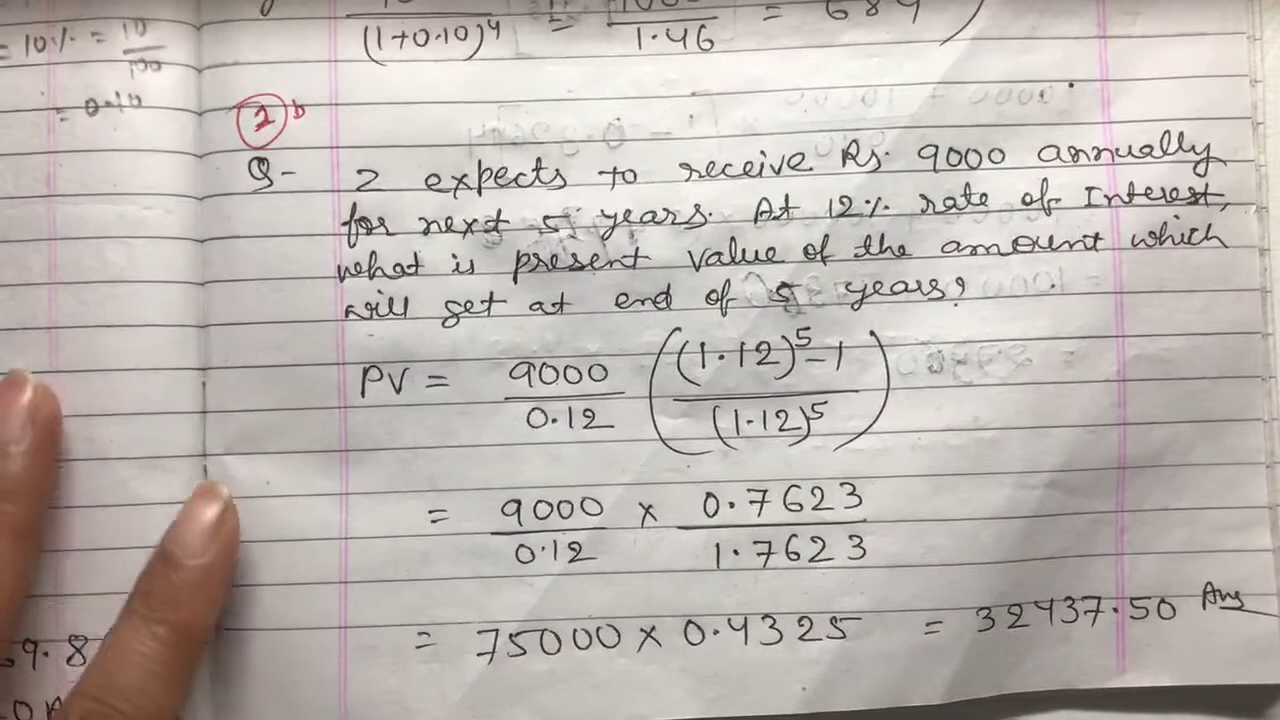 = 10% = 10/100
= 0.10
(1+0.10)^4 = 1.46 = 684)
2 b
Q- Z expects to receive Rs. 9000 annually
for next 5 years. At 12% rate of Interest,
what is present value of the amount which
will get at end of 5 years?
PV = 9000/0.12 ((1.12)^5-1/(1.12)^5)
= 9000/0.12 × 0.7623/1.7623
= 75000 × 0.4325 = 32437.50 Ans
9.8